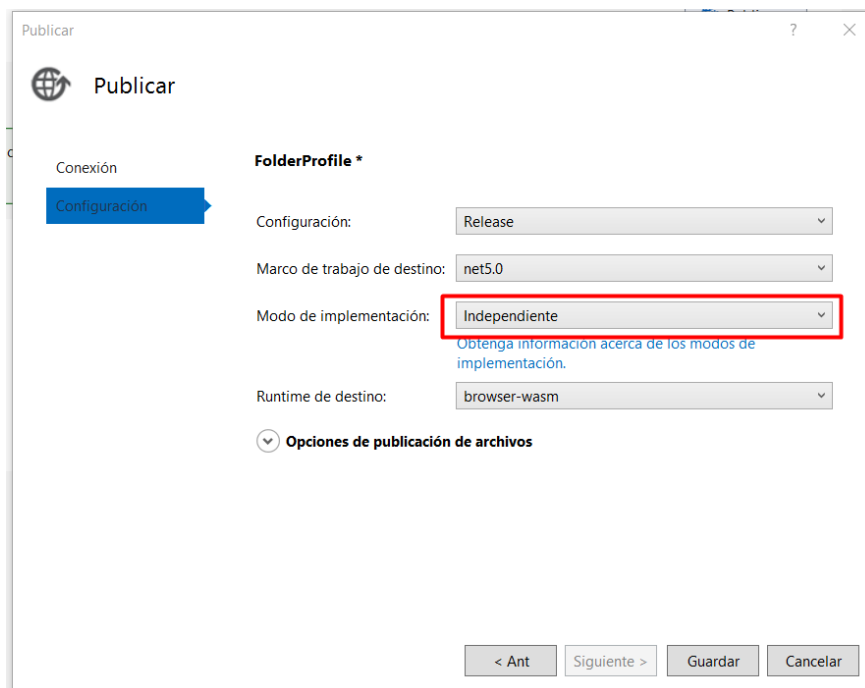 Publicar
?
Publicar
Conexión
Configuración
FolderProfile *
Configuración:
Release
Marco de trabajo de destino:
net5.0
Modo de implementación:
Independiente
Obtenga información acerca de los modos de
implementación.
Runtime de destino:
browser-wasm
Opciones de publicación de archivos
< Ant
Siguiente >
Guardar
Cancelar